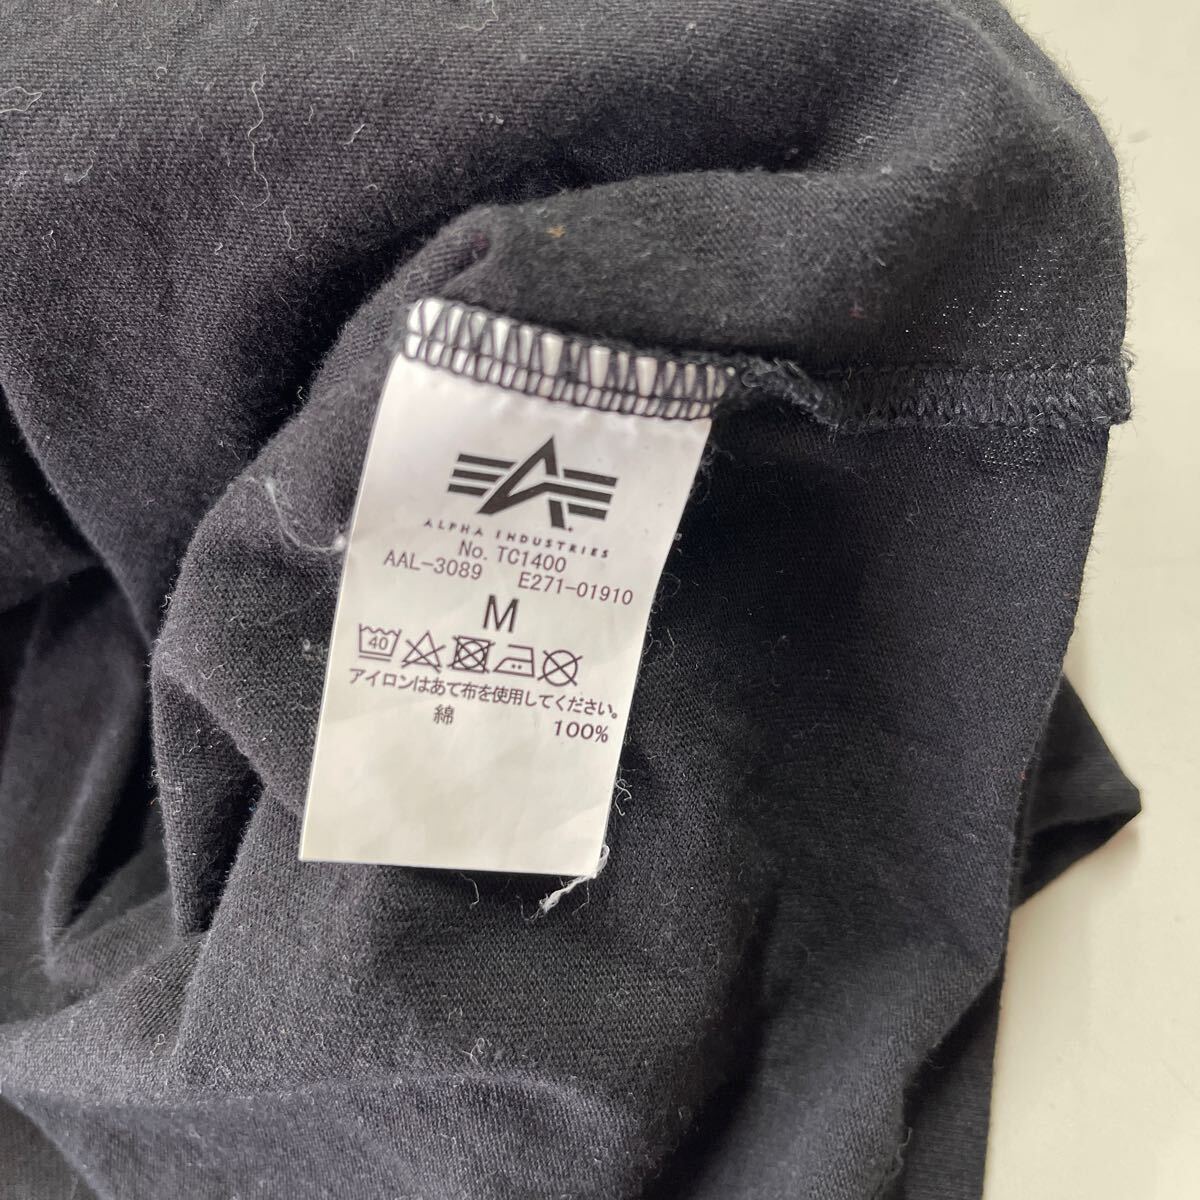 ALPHA INDUSTRIES
No. TC1400
AAL-3089 E271-01910
M
40
アイロンはあて布を使用してください。
綿 100%